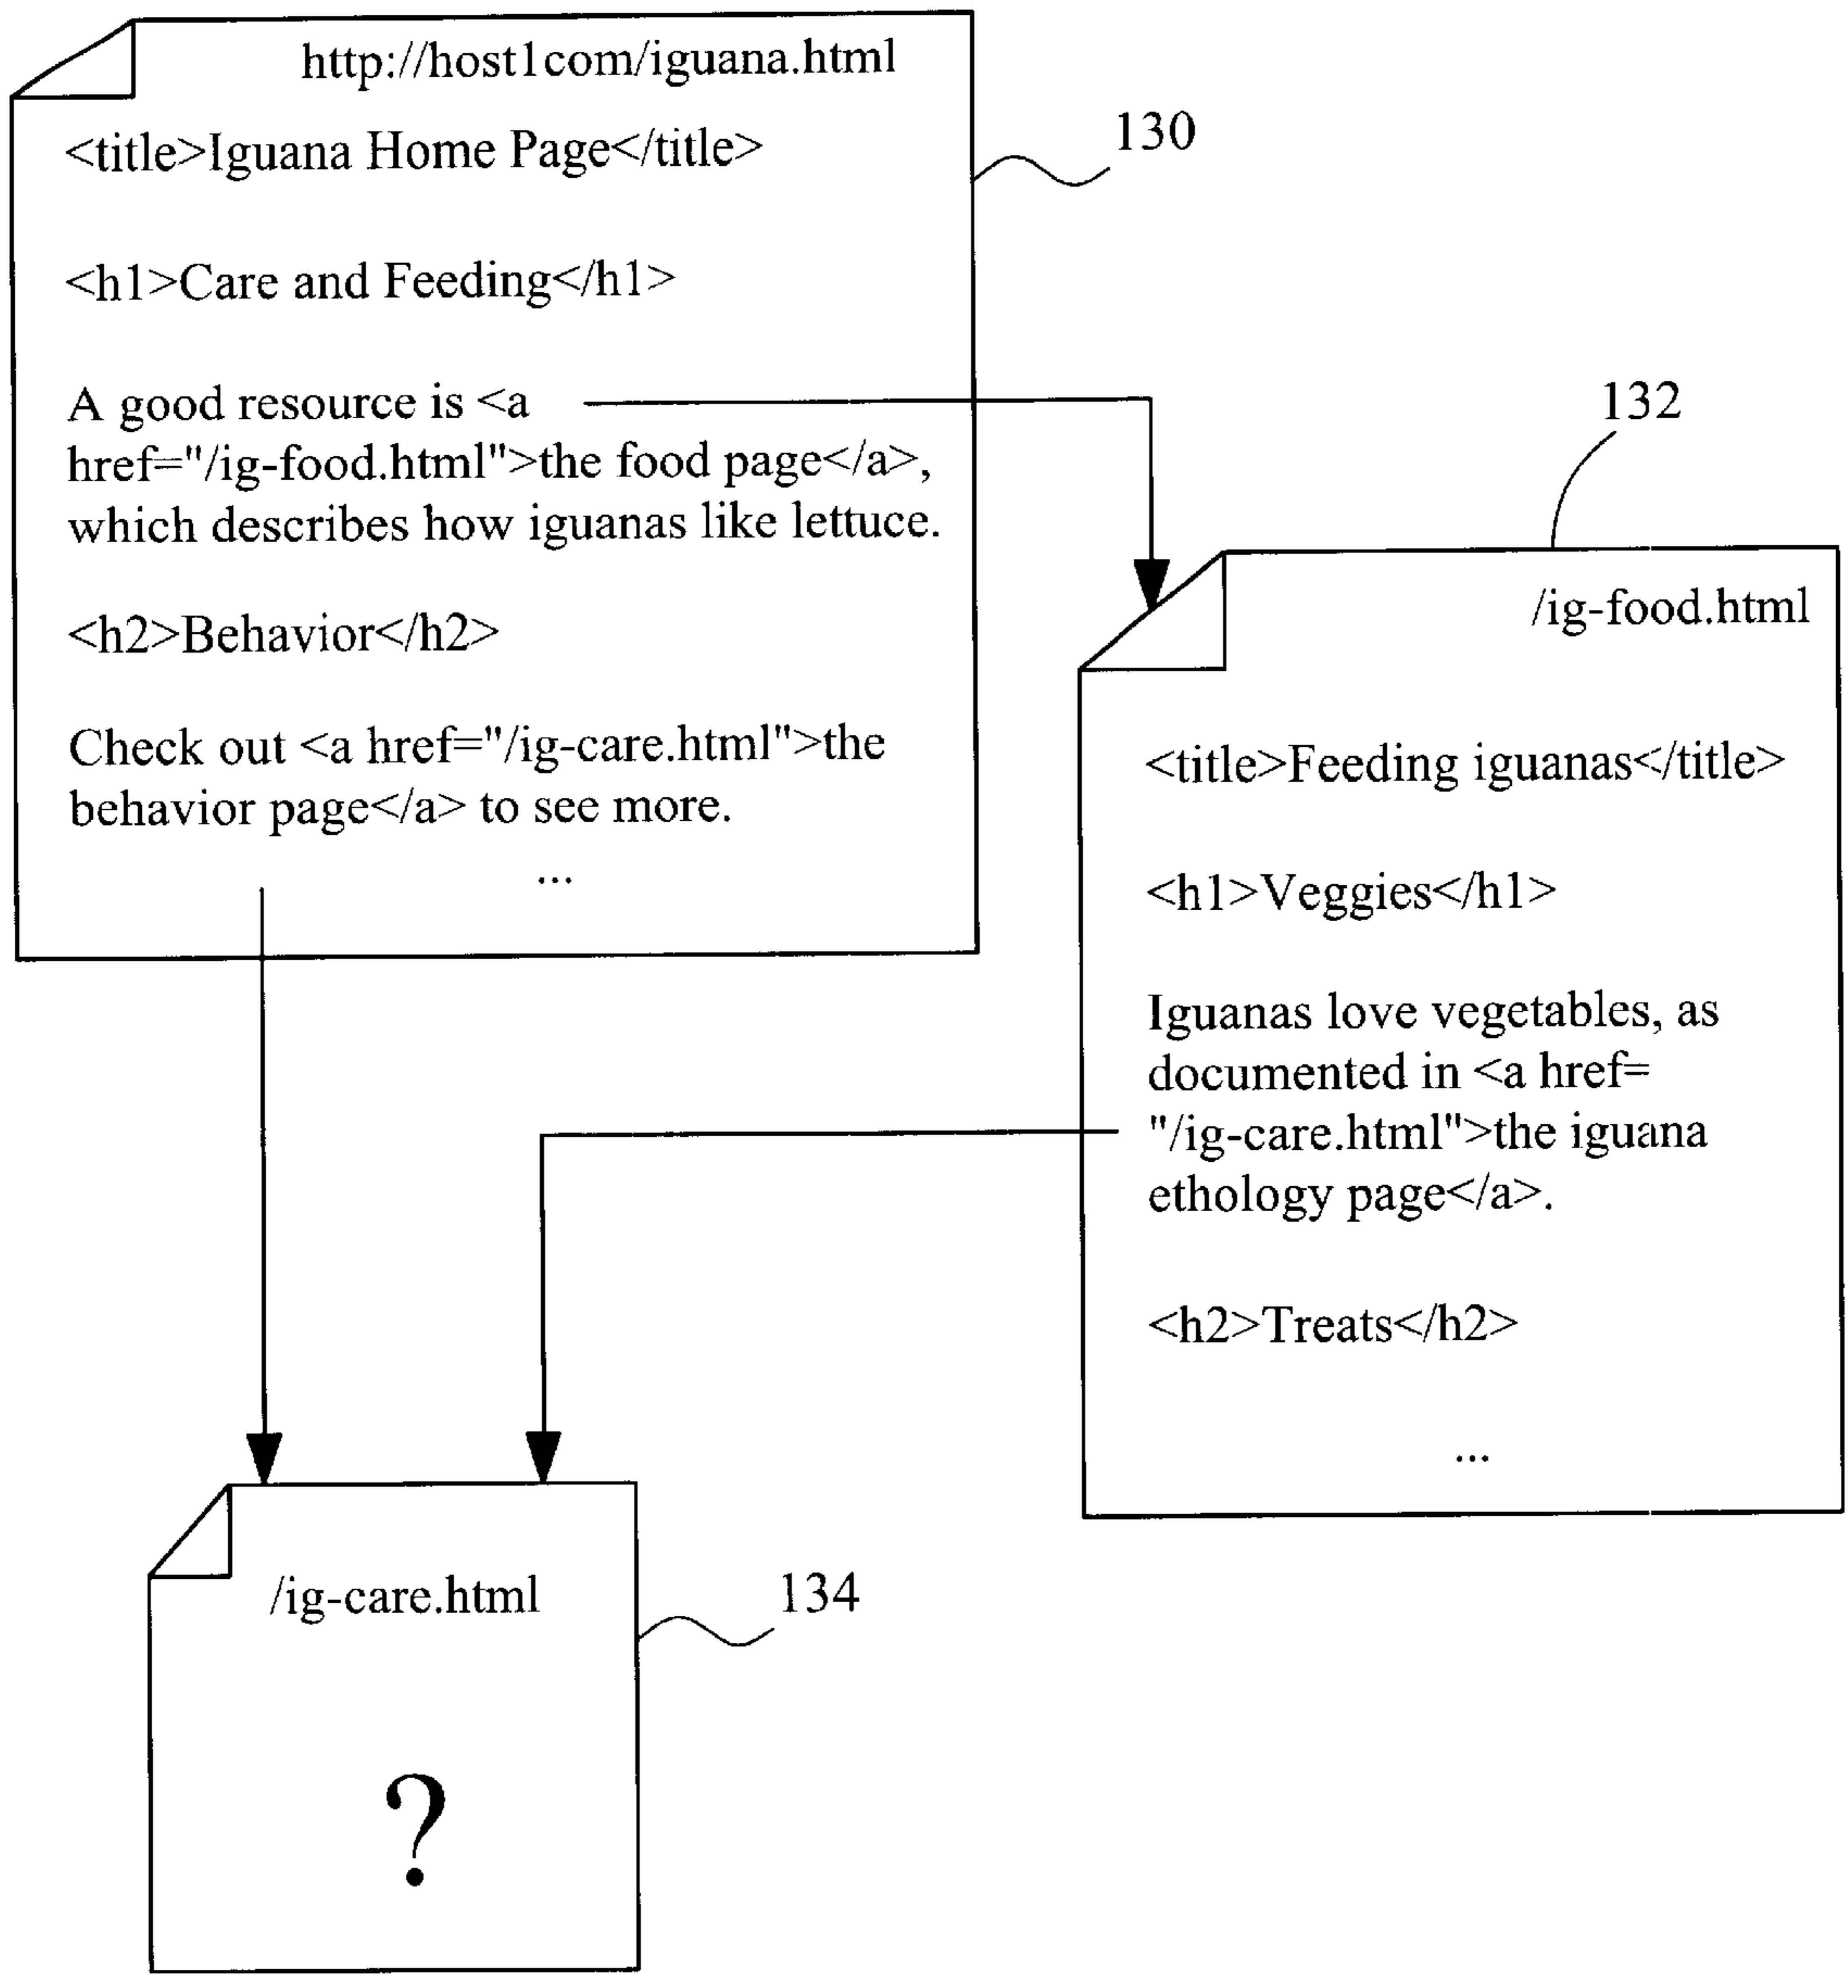 http://host1com/iguana.html
<title>Iguana Home Page</title>
<h1>Care and Feeding</h1>
A good resource is <a
href="/ig-food.html">the food page</a>,
which describes how iguanas like lettuce.
<h2>Behavior</h2>
Check out <a href="/ig-care.html">the
behavior page</a> to see more.
...
130
132
/ig-food.html
<title>Feeding iguanas</title>
<h1>Veggies</h1>
Iguanas love vegetables, as
documented in <a href=
"/ig-care.html">the iguana
ethology page</a>.
<h2>Treats</h2>
...
/ig-care.html
?
134